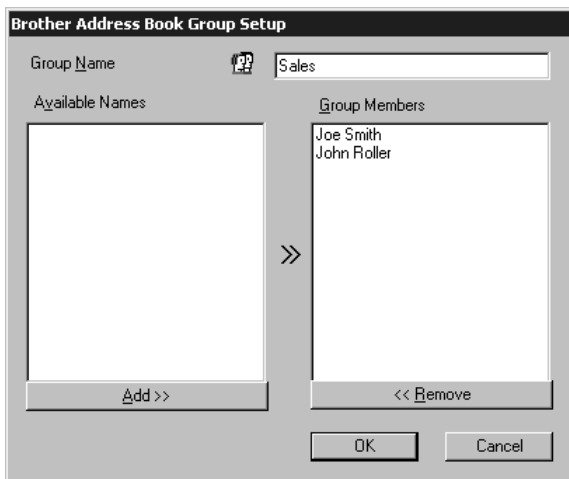 Brother Address Book Group Setup
Group Name
Sales
Available Names
Group Members
Joe Smith
John Roller
>>
Add >>
<< Remove
OK
Cancel